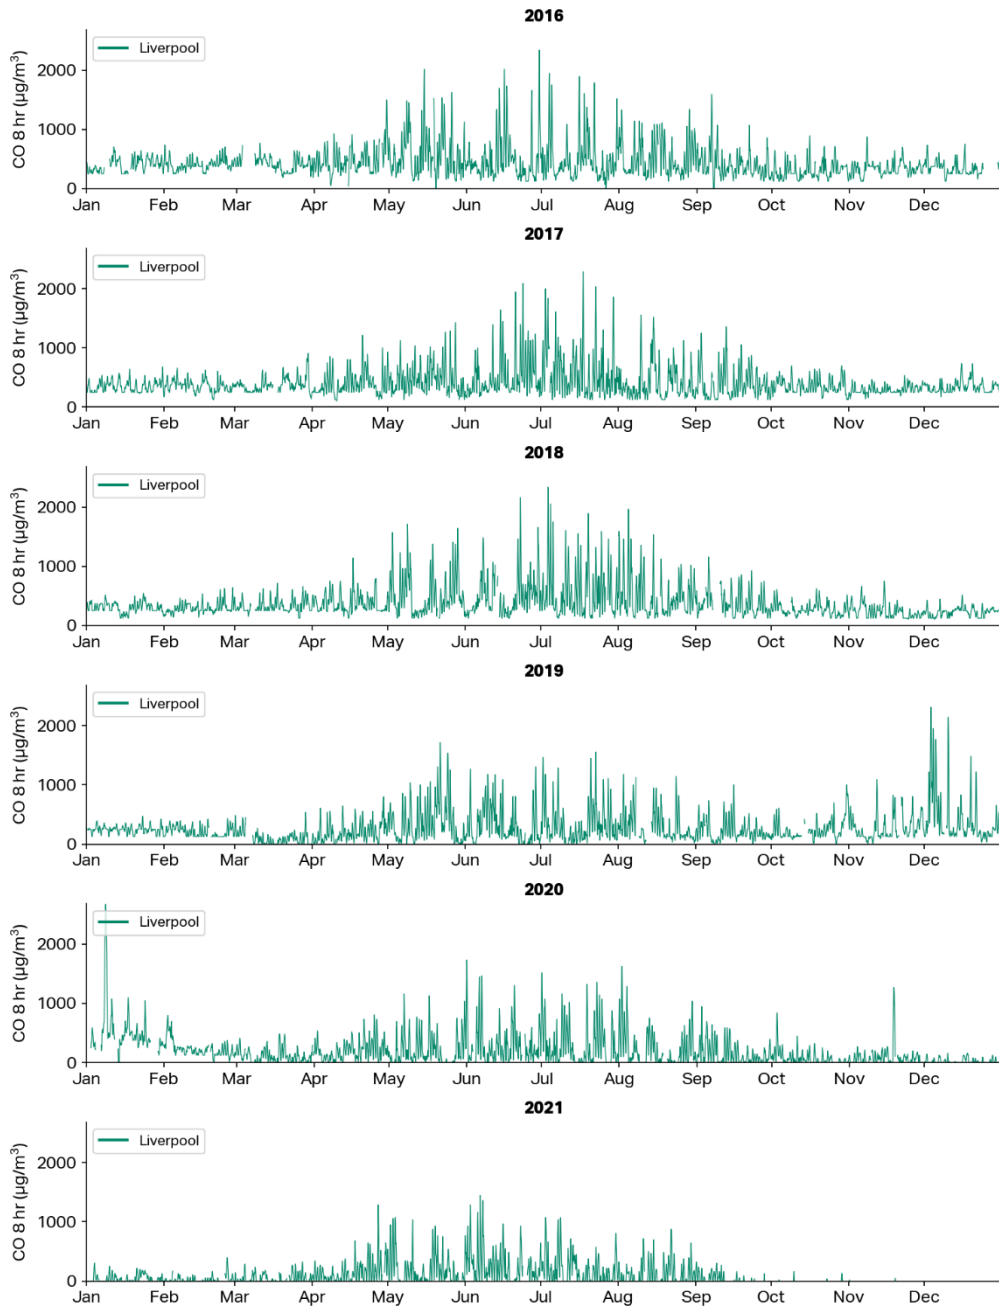 2016
Liverpool
CO 8 hr (µg/m³)
2000
1000
0
Jan Feb Mar Apr May Jun Jul Aug Sep Oct Nov Dec
2017
Liverpool
CO 8 hr (µg/m³)
2000
1000
0
Jan Feb Mar Apr May Jun Jul Aug Sep Oct Nov Dec
2018
Liverpool
CO 8 hr (µg/m³)
2000
1000
0
Jan Feb Mar Apr May Jun Jul Aug Sep Oct Nov Dec
2019
Liverpool
CO 8 hr (µg/m³)
2000
1000
0
Jan Feb Mar Apr May Jun Jul Aug Sep Oct Nov Dec
2020
Liverpool
CO 8 hr (µg/m³)
2000
1000
0
Jan Feb Mar Apr May Jun Jul Aug Sep Oct Nov Dec
2021
Liverpool
CO 8 hr (µg/m³)
2000
1000
0
Jan Feb Mar Apr May Jun Jul Aug Sep Oct Nov Dec